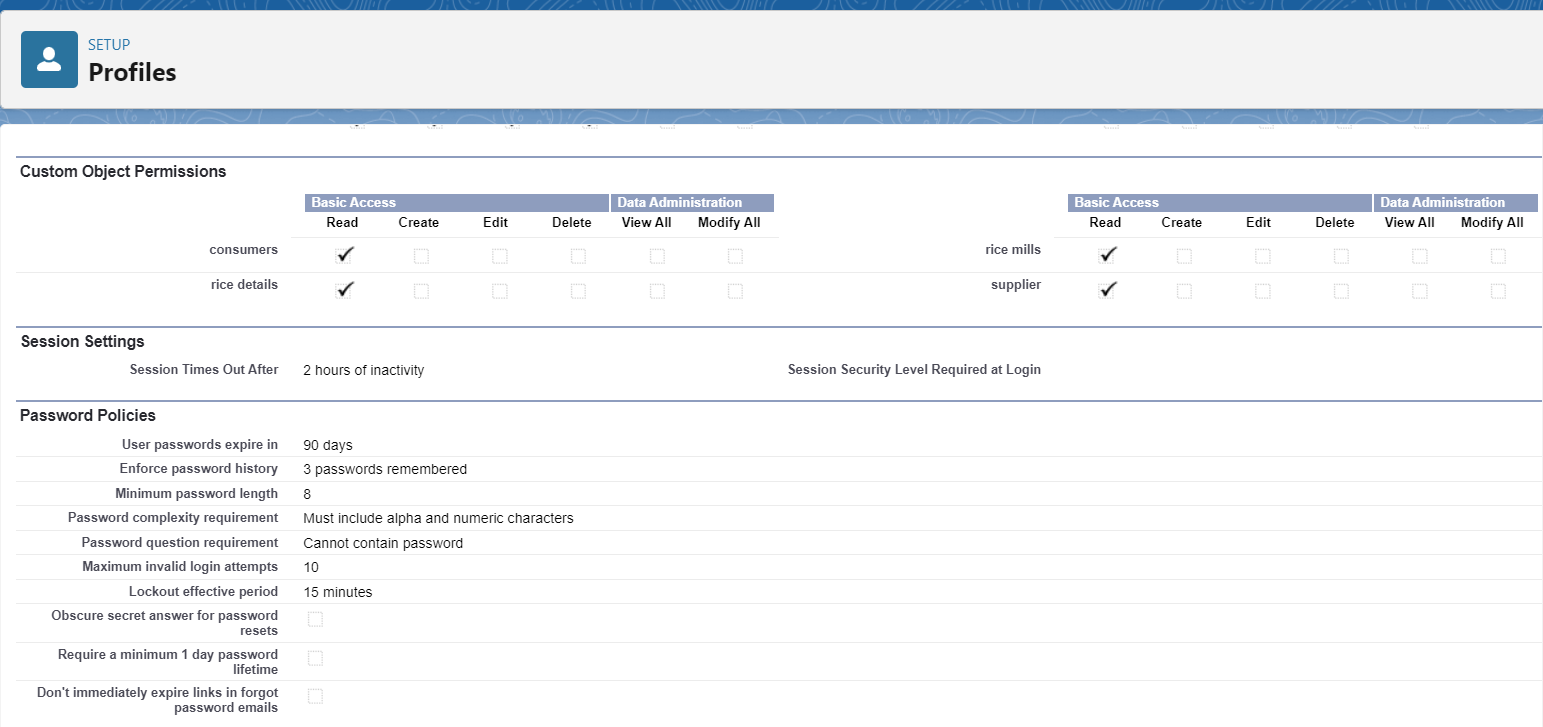 SETUP
Profiles
Custom Object Permissions
Basic Access Data Administration Basic Access Data Administration
Read Create Edit Delete View All Modify All Read Create Edit Delete View All Modify All
consumers rice mills
rice details supplier
Session Settings
Session Times Out After 2 hours of inactivity Session Security Level Required at Login
Password Policies
User passwords expire in 90 days
Enforce password history 3 passwords remembered
Minimum password length 8
Password complexity requirement Must include alpha and numeric characters
Password question requirement Cannot contain password
Maximum invalid login attempts 10
Lockout effective period 15 minutes
Obscure secret answer for password
resets
Require a minimum 1 day password
lifetime
Don't immediately expire links in forgot
password emails